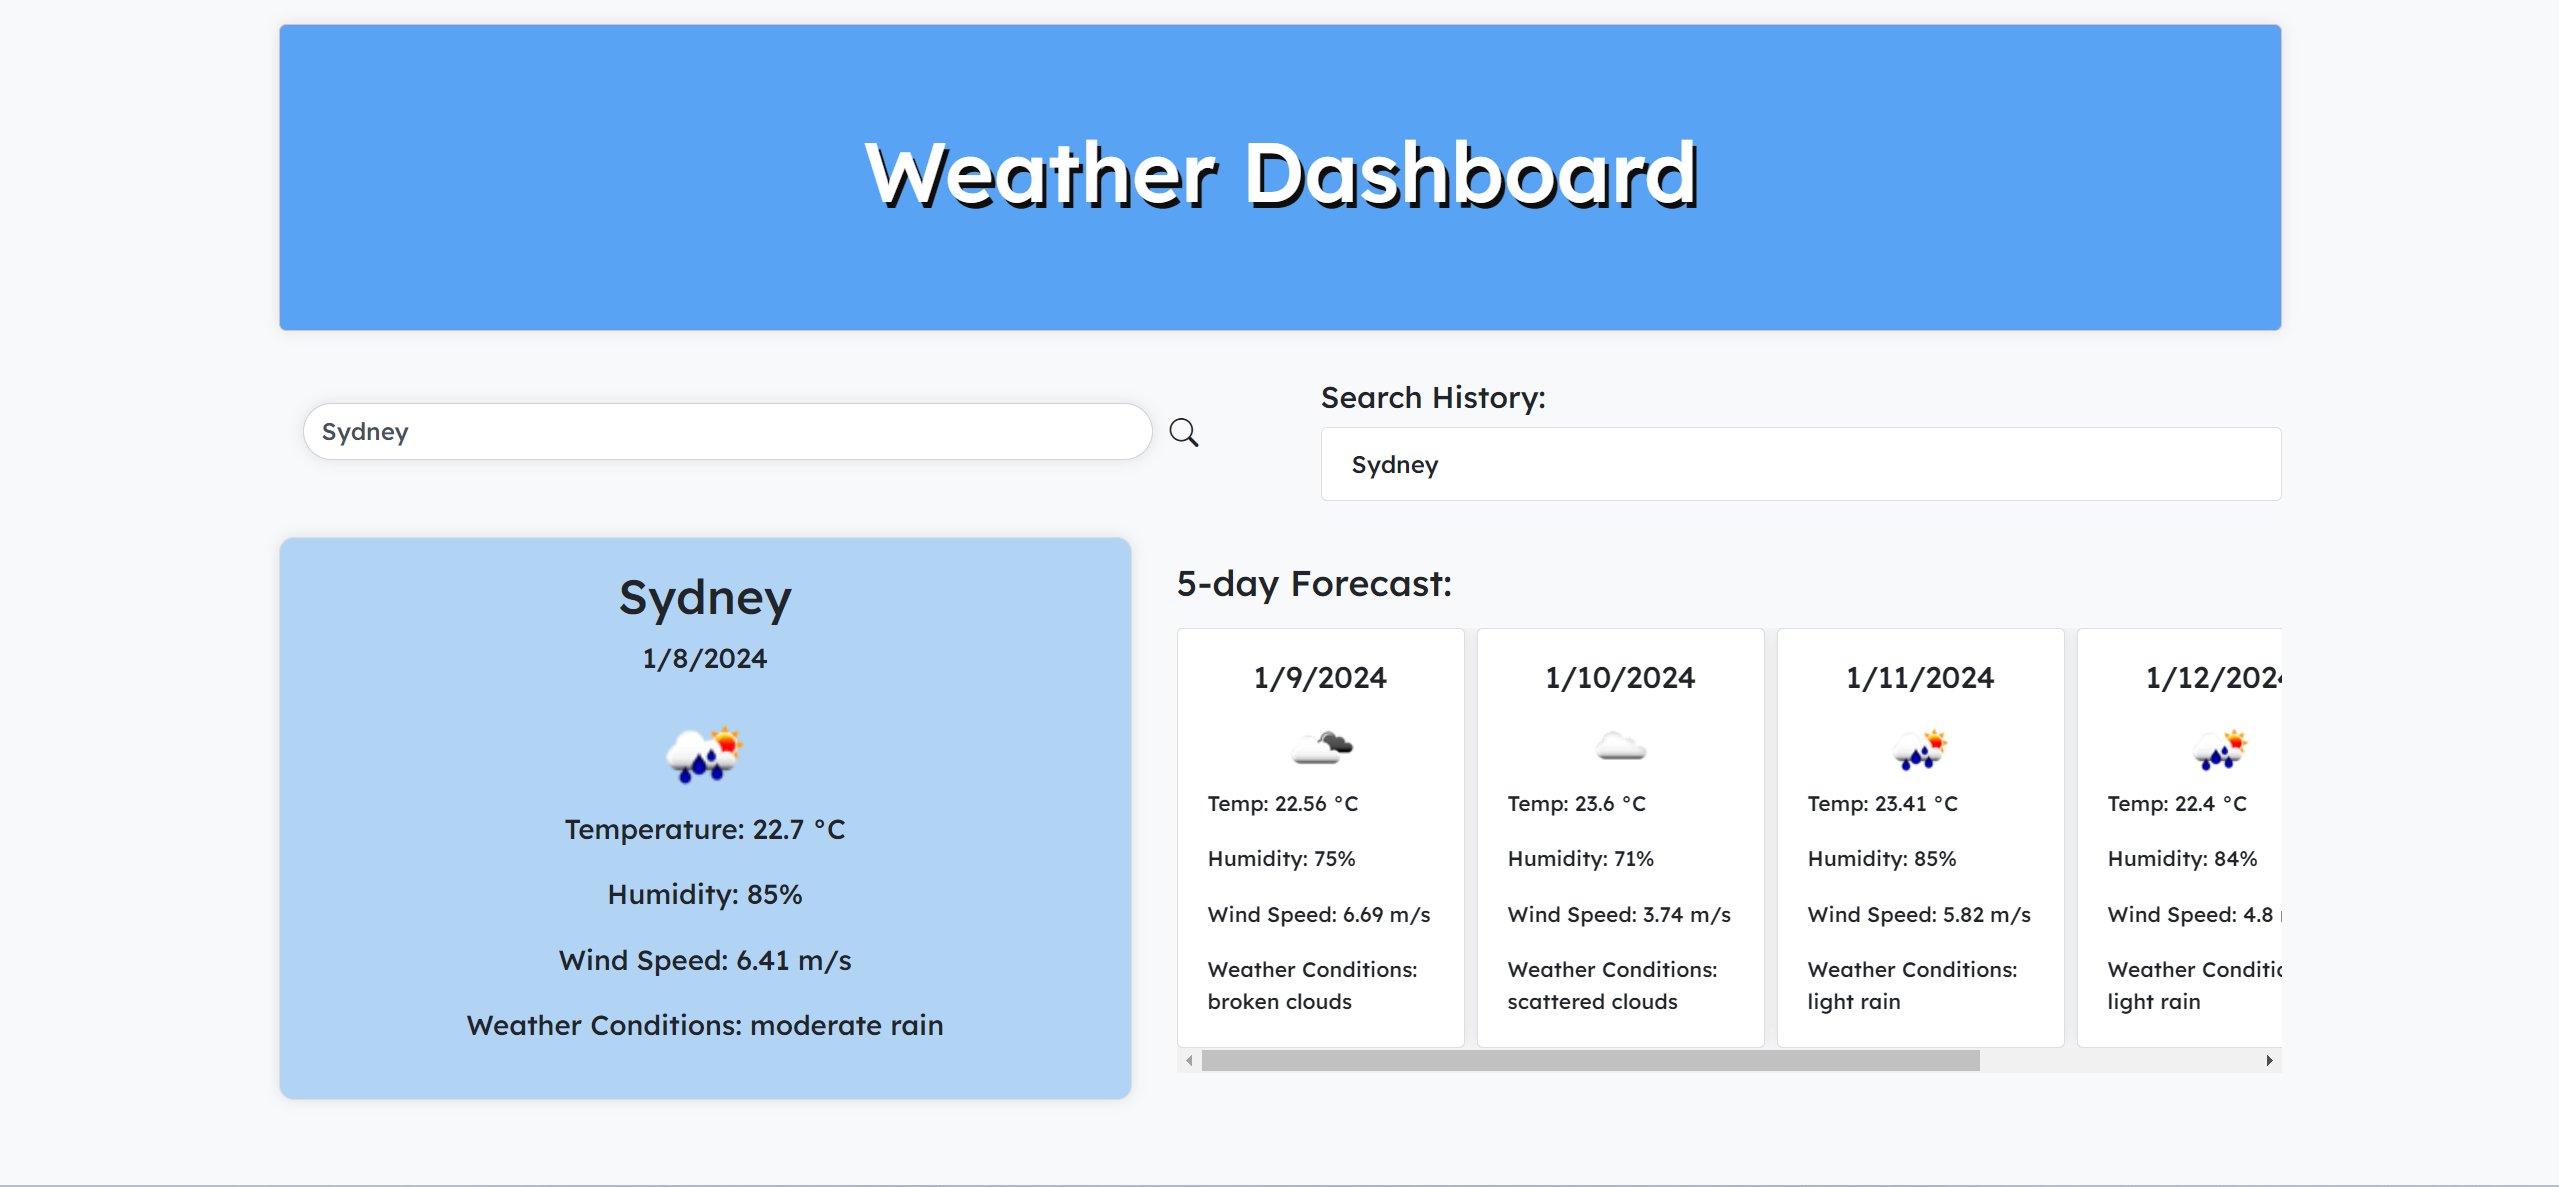 Weather Dashboard
Sydney
Search History:
Sydney
Sydney
1/8/2024
Temperature: 22.7 °C
Humidity: 85%
Wind Speed: 6.41 m/s
Weather Conditions: moderate rain
5-day Forecast:
1/9/2024
Temp: 22.56 °C
Humidity: 75%
Wind Speed: 6.69 m/s
Weather Conditions:
broken clouds
1/10/2024
Temp: 23.6 °C
Humidity: 71%
Wind Speed: 3.74 m/s
Weather Conditions:
scattered clouds
1/11/2024
Temp: 23.41 °C
Humidity: 85%
Wind Speed: 5.82 m/s
Weather Conditions:
light rain
1/12/202
Temp: 22.4 °C
Humidity: 84%
Wind Speed: 4.8
Weather Conditi
light rain